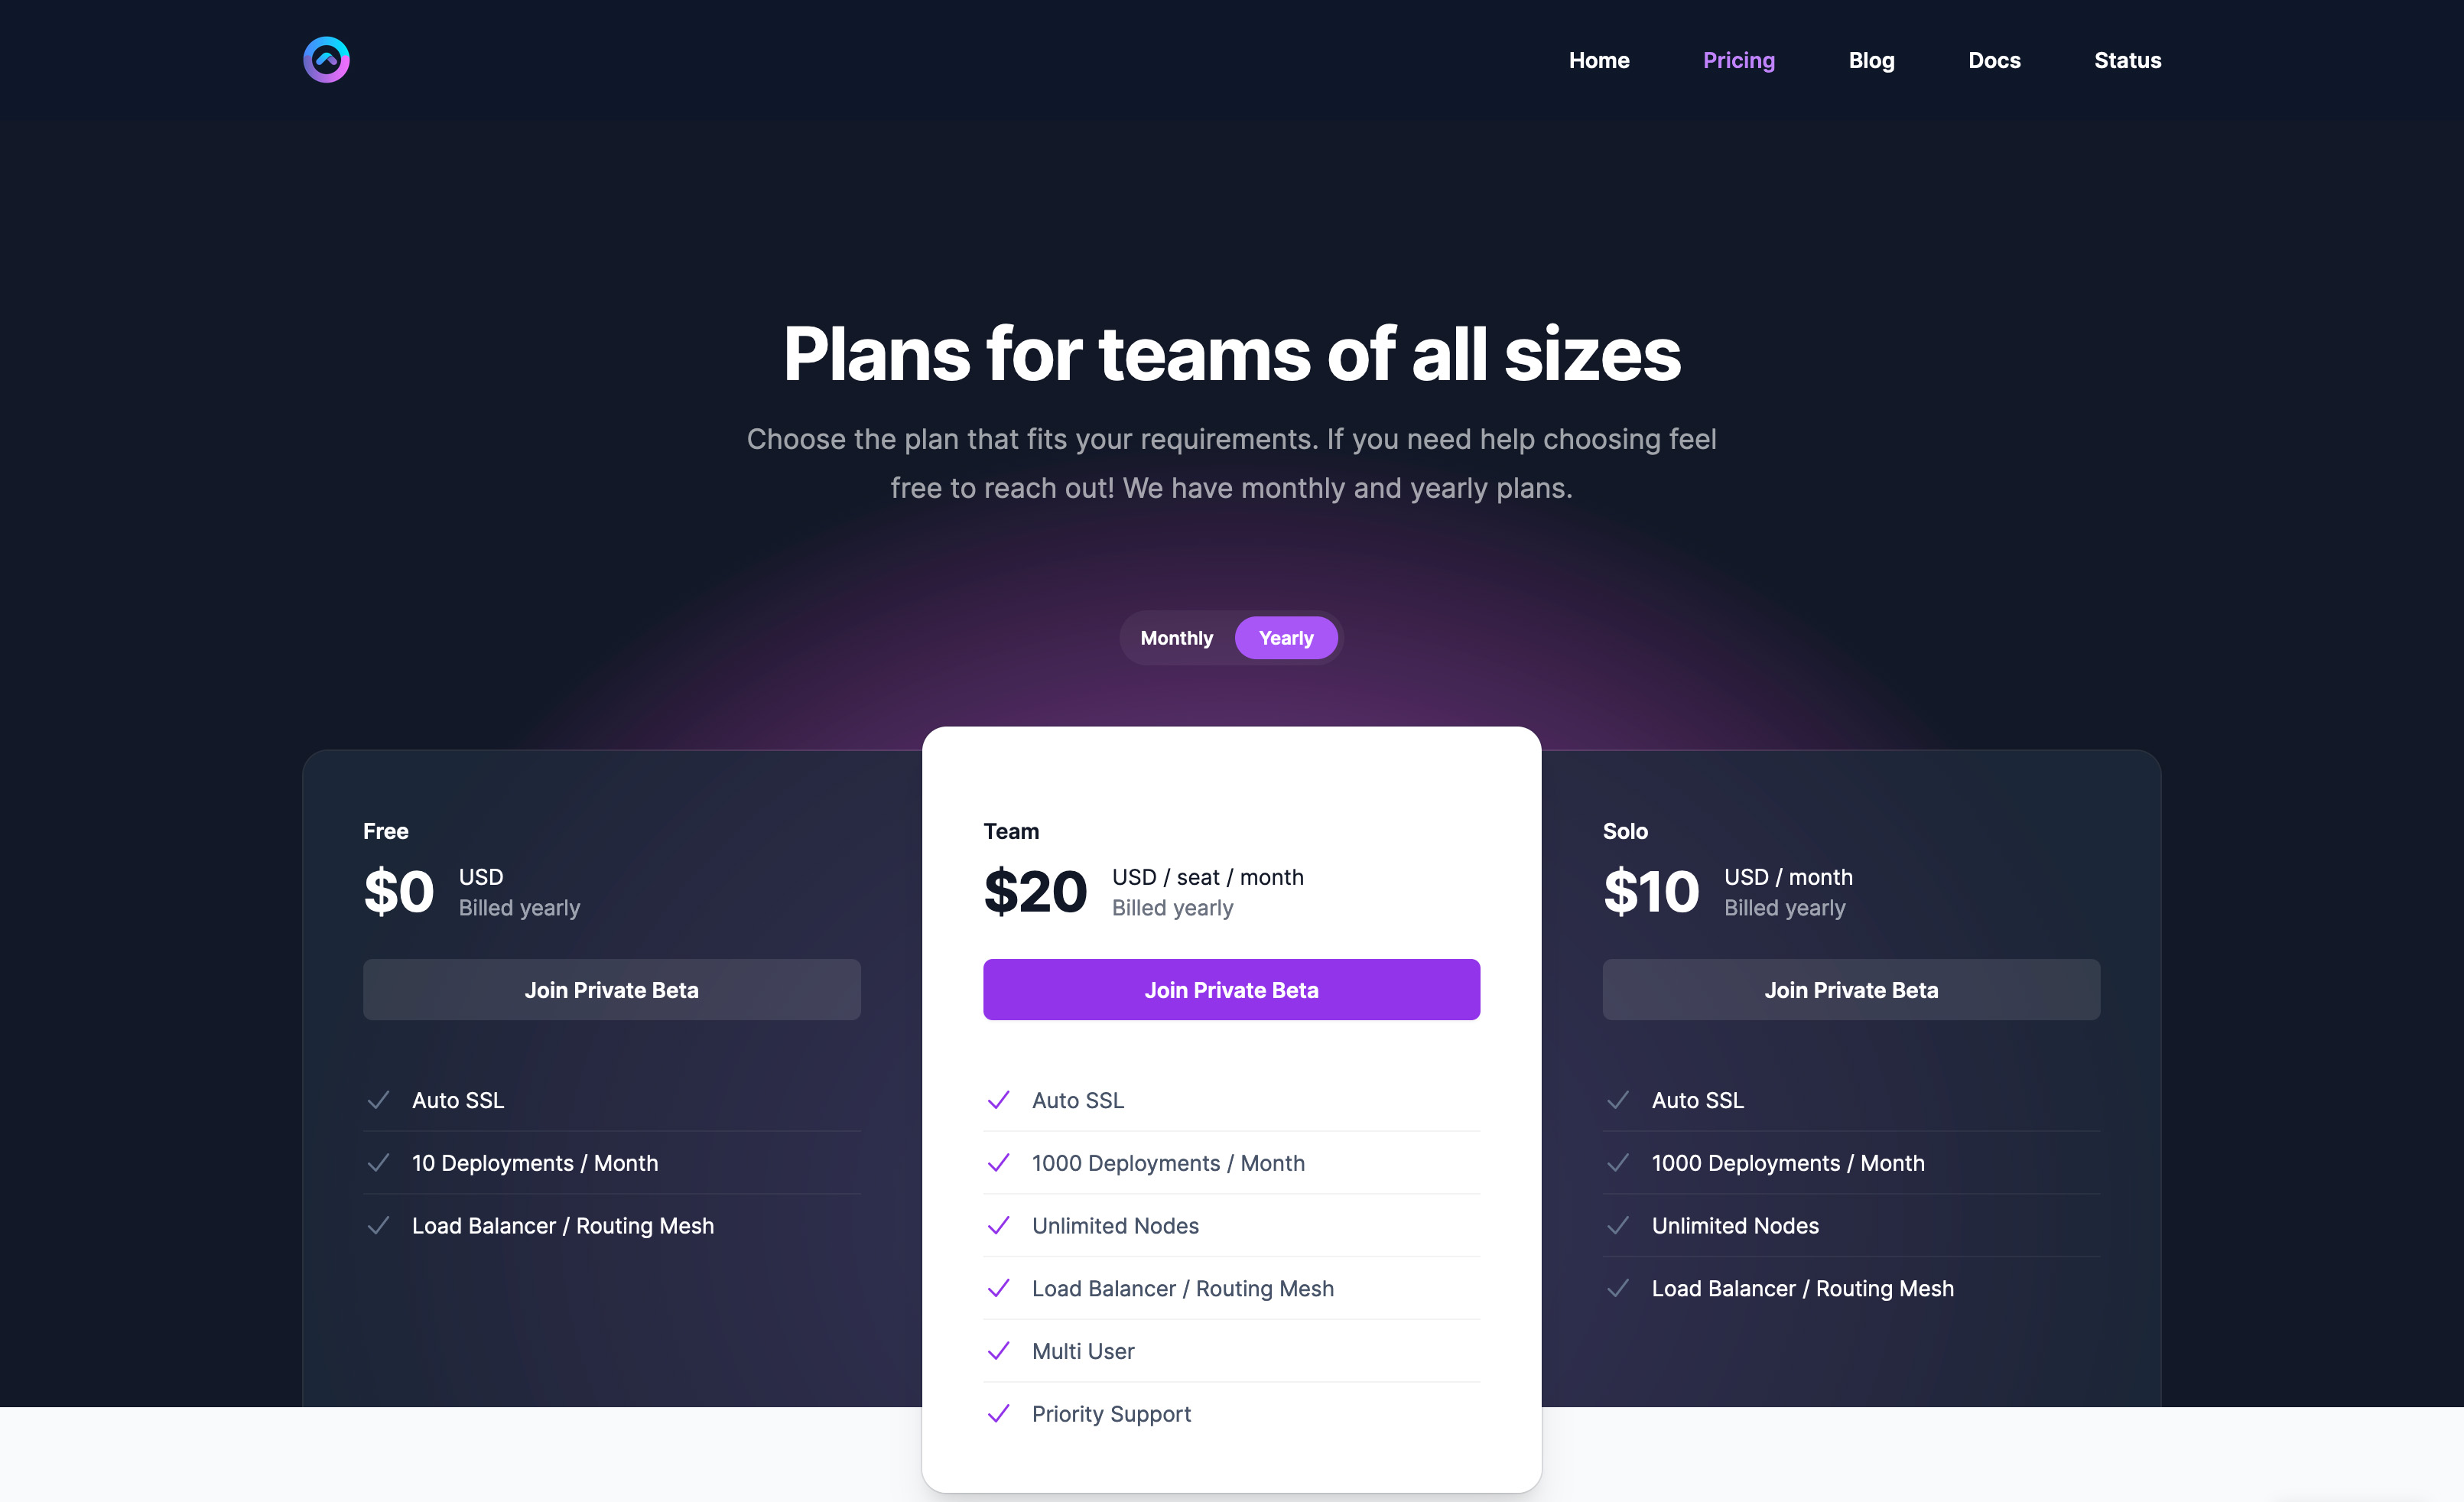 Home
Pricing
Blog
Docs
Status
Plans for teams of all sizes
Choose the plan that fits your requirements. If you need help choosing feel
free to reach out! We have monthly and yearly plans.
Monthly
Yearly
Free
$0
USD
Billed yearly
Join Private Beta
Auto SSL
10 Deployments / Month
Load Balancer / Routing Mesh
Team
$20
USD / seat / month
Billed yearly
Join Private Beta
Auto SSL
1000 Deployments / Month
Unlimited Nodes
Load Balancer / Routing Mesh
Multi User
Priority Support
Solo
$10
USD / month
Billed yearly
Join Private Beta
Auto SSL
1000 Deployments / Month
Unlimited Nodes
Load Balancer / Routing Mesh